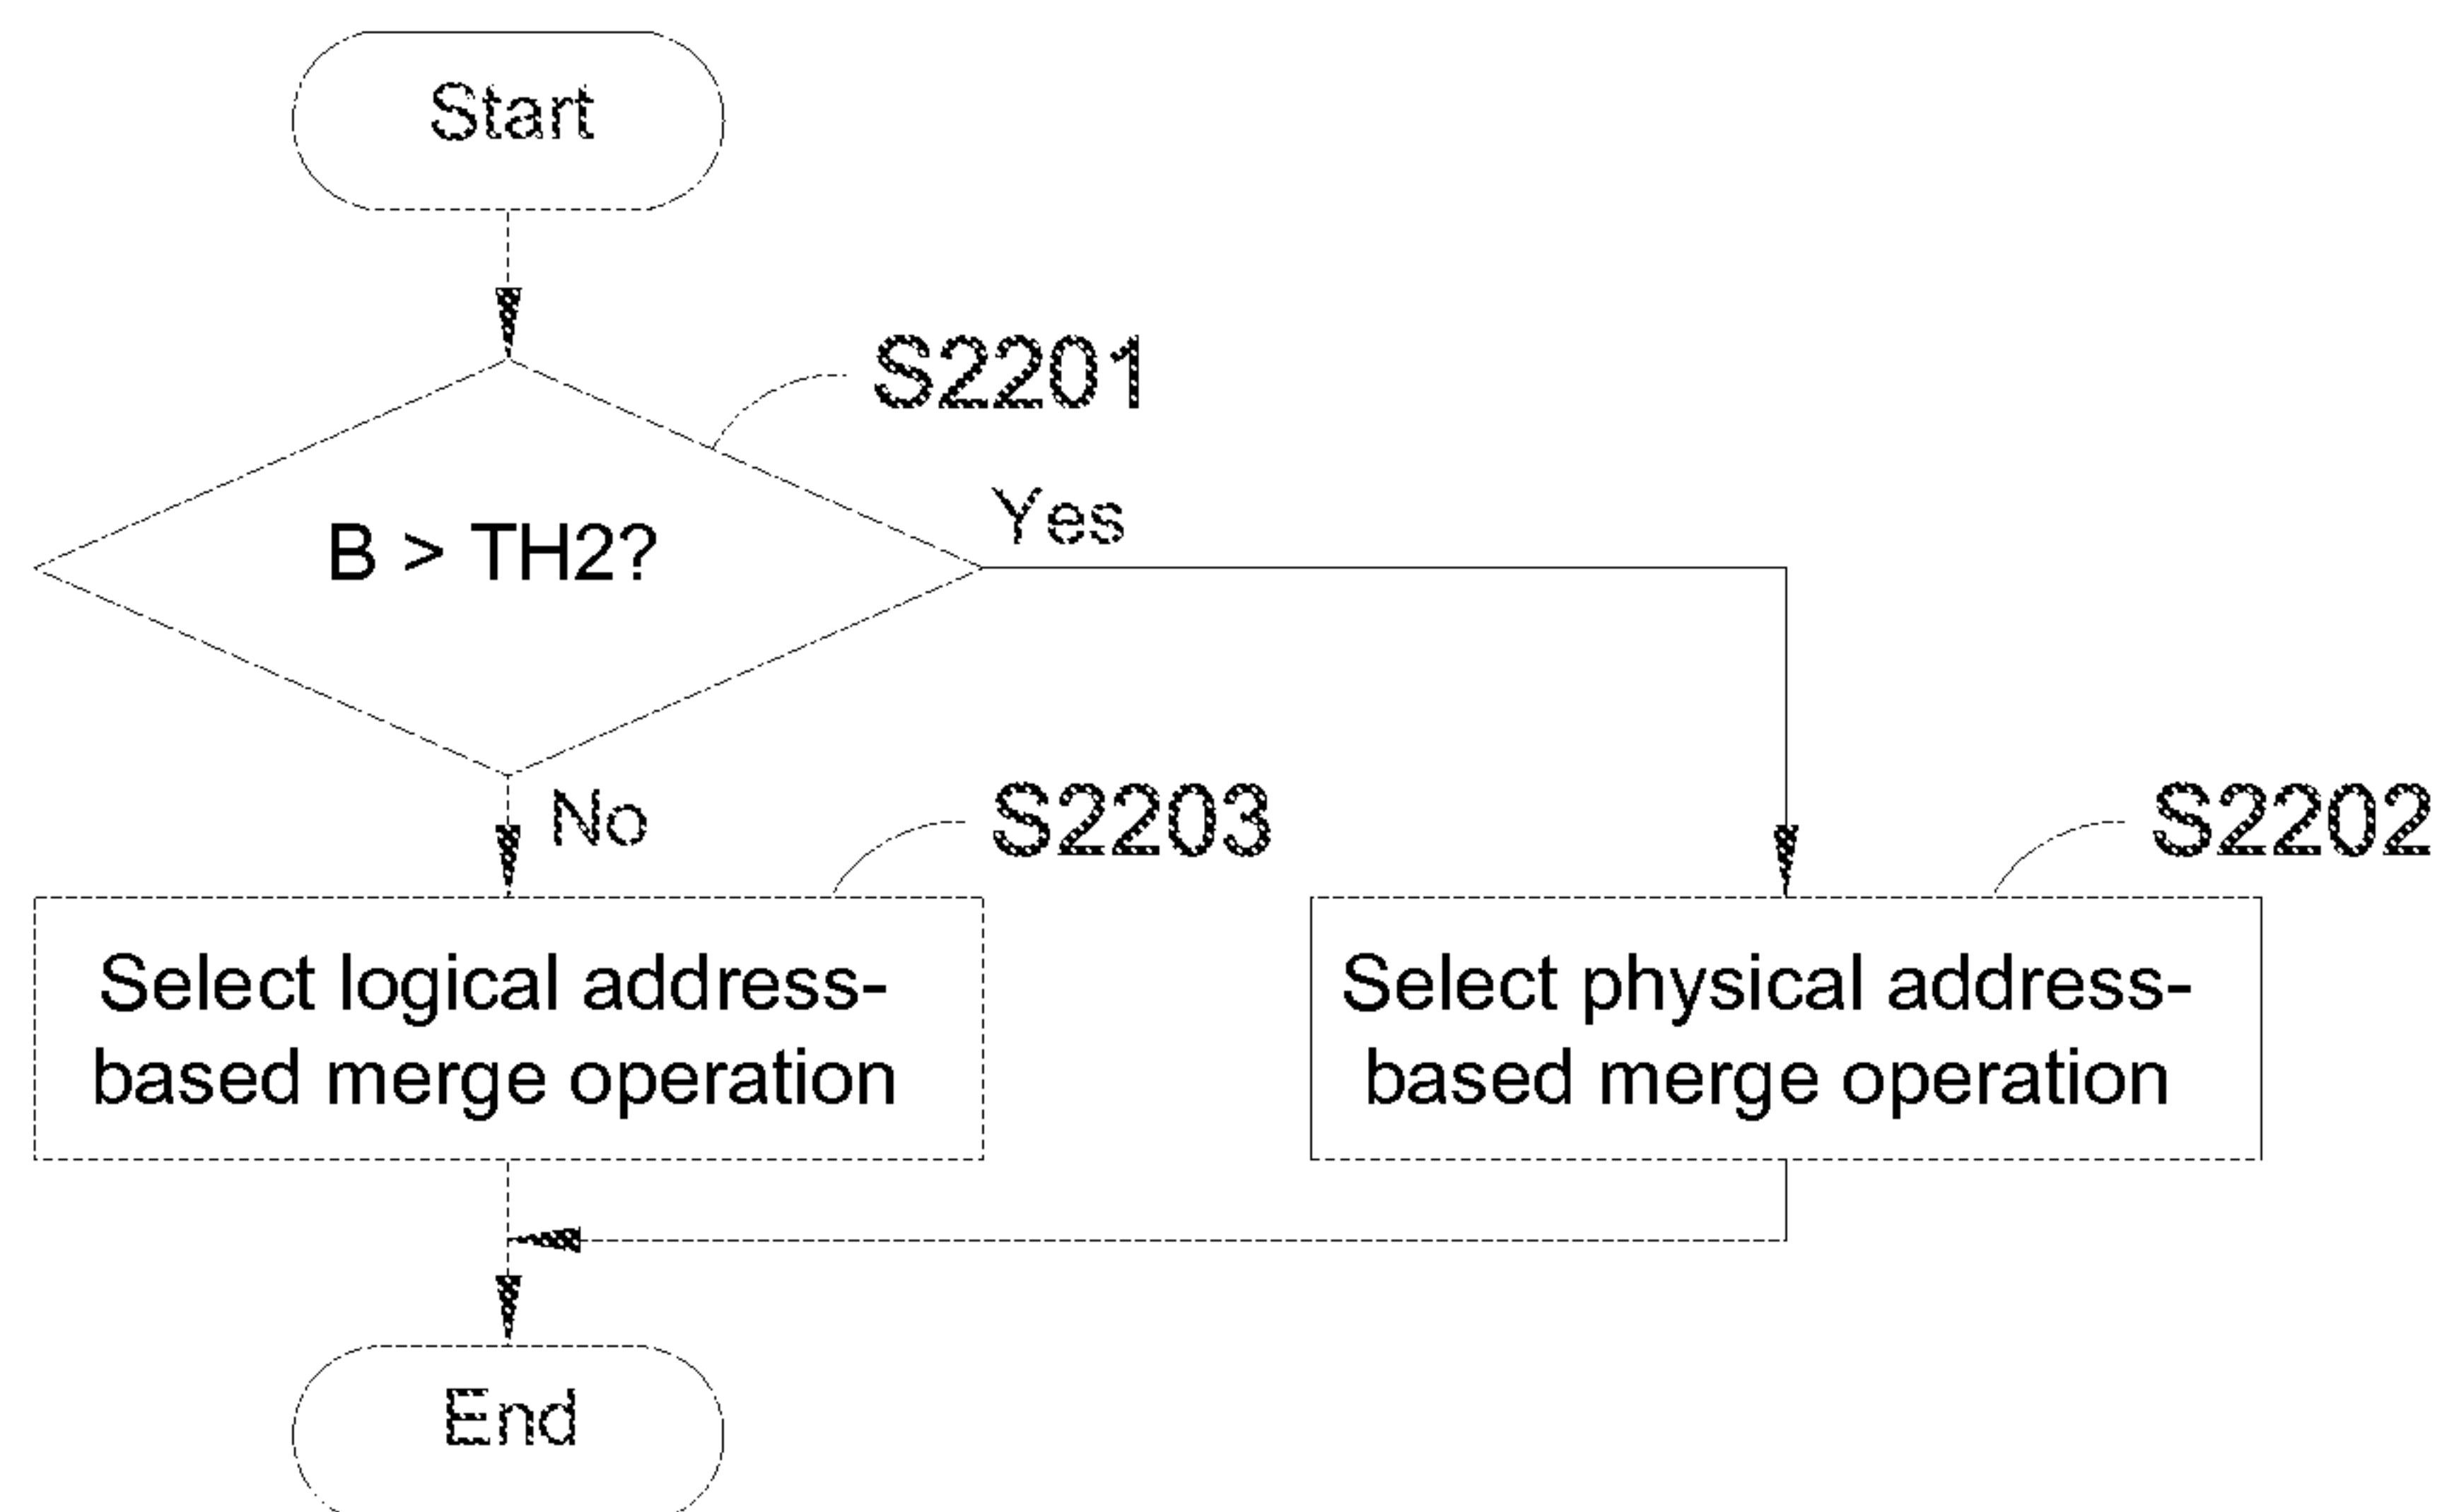 Start
S2201
B > TH2?
Yes
No
S2203
S2202
Select logical address-
based merge operation
Select physical address-
based merge operation
End